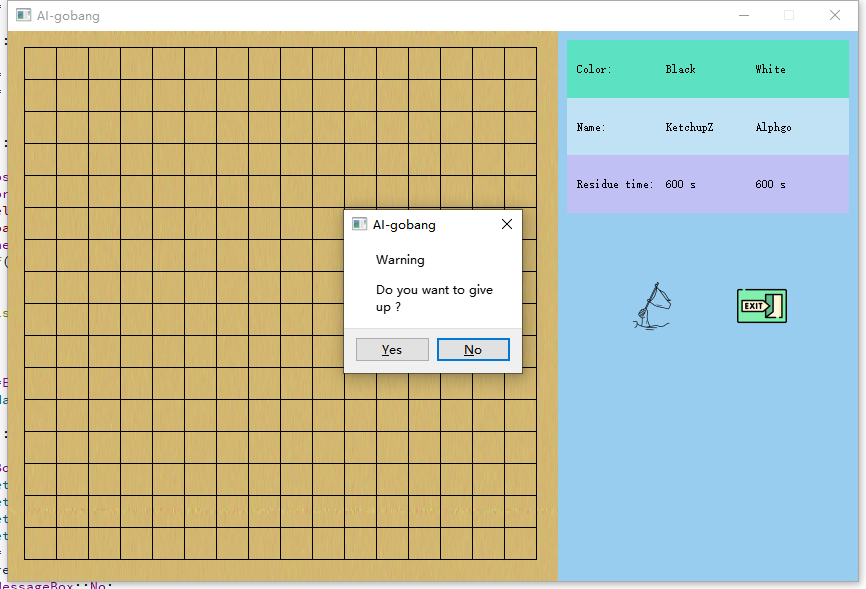 AI-gobang
Color: Black White
Name: KetchupZ Alphgo
Residue time: 600 s 600 s
AI-gobang
Warning
Do you want to give
up ?
Yes No
EXIT
MessageBox::No: